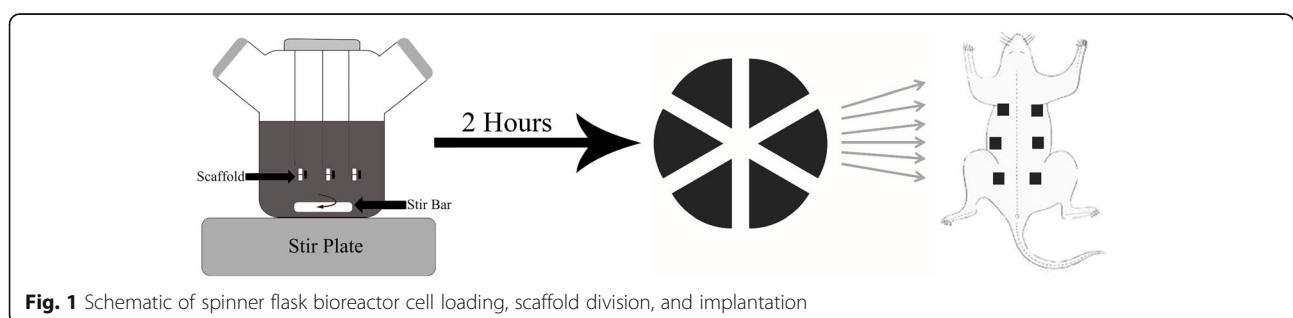 2 Hours
Scaffold
Stir Bar
Stir Plate
Fig. 1 Schematic of spinner flask bioreactor cell loading, scaffold division, and implantation